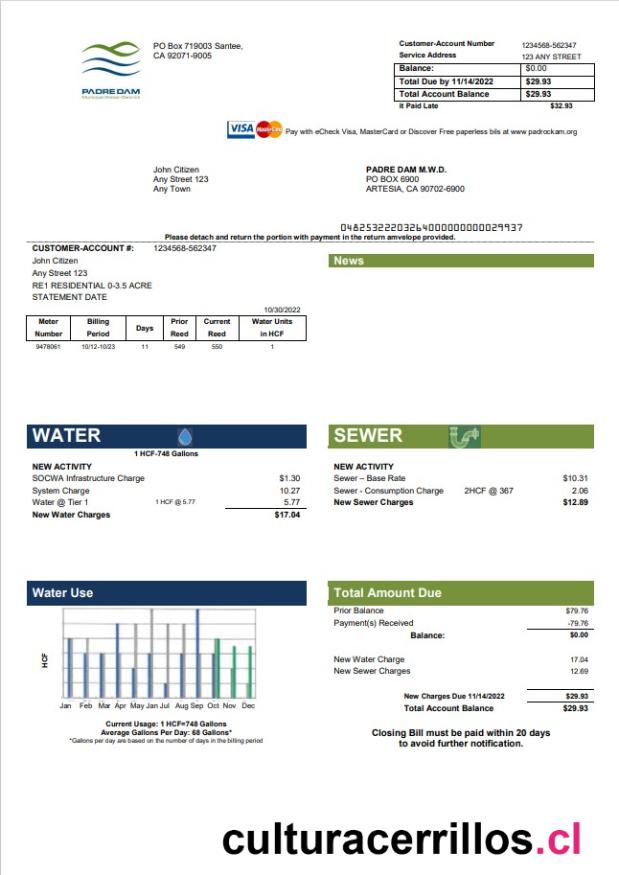 PO Box 719003 Santee,
CA 92071-9005
PADRE DAM
Customer-Account Number 1234568-562347
Service Address 123 ANY STREET
Balance: $0.00
Total Due by 11/14/2022 $29.93
Total Account Balance $29.93
it Paid Late $32.93
VISA MasterCard Pay with eCheck Visa, MasterCard or Discover Free paperless bils at www.padrockam.org
John Citizen
Any Street 123
Any Town
PADRE DAM M.W.D.
PO BOX 6900
ARTESIA, CA 90702-6900
Please detach and return the portion with payment in the return amvelope provided.
CUSTOMER-ACCOUNT #: 1234568-562347
John Citizen
Any Street 123
RE1 RESIDENTIAL 0-3.5 ACRE
STATEMENT DATE
10/30/2022
Meter Number Billing Period Days Prior Reed Current Reed Water Units in HCF
9478061 10/12-10/23 11 549 550 1
News
WATER
1 HCF-748 Gallons
NEW ACTIVITY
SOCWA Infrastructure Charge $1.30
System Charge 10.27
Water @ Tier 1 1 HCF @ 5.77 5.77
New Water Charges $17.04
SEWER
NEW ACTIVITY
Sewer – Base Rate $10.31
Sewer - Consumption Charge 2HCF @ 367 2.06
New Sewer Charges $12.89
Water Use
HCF
Jan Feb Mar Apr May Jan Jul Aug Sep Oct Nov Dec
Current Usage: 1 HCF=748 Gallons
Average Gallons Per Day: 68 Gallons*
*Gallons per day are based on the number of days in the billing period
Total Amount Due
Prior Balance $79.76
Payment(s) Received -79.76
Balance: $0.00
New Water Charge 17.04
New Sewer Charges 12.69
New Charges Due 11/14/2022 $29.93
Total Account Balance $29.93
Closing Bill must be paid within 20 days
to avoid further notification.
culturacerrillos.cl